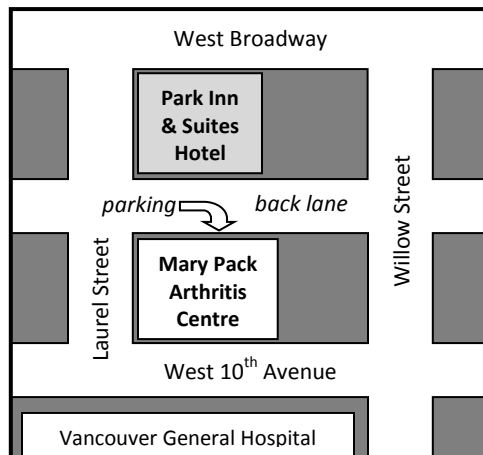 West Broadway
Park Inn
& Suites
Hotel
parking
back lane
Willow Street
Laurel Street
Mary Pack
Arthritis
Centre
West 10th Avenue
Vancouver General Hospital